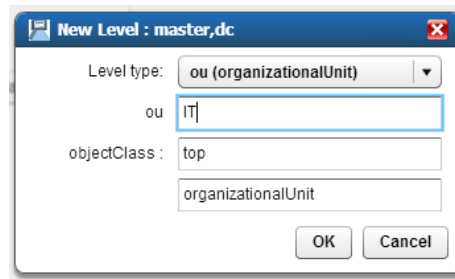 New Level : master,dc
Level type: ou (organizationalUnit)
ou IT
objectClass : top
organizationalUnit
OK Cancel